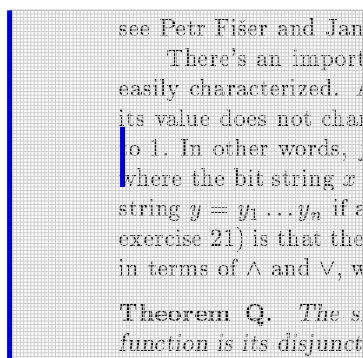 see Petr Fišer and Jan
There's an import
easily characterized. A
its value does not chan
to 1. In other words, f
where the bit string x
string y = y₁ ... yₙ if a
exercise 21) is that the
in terms of ∧ and ∨, w
Theorem Q. The s
function is its disjunct